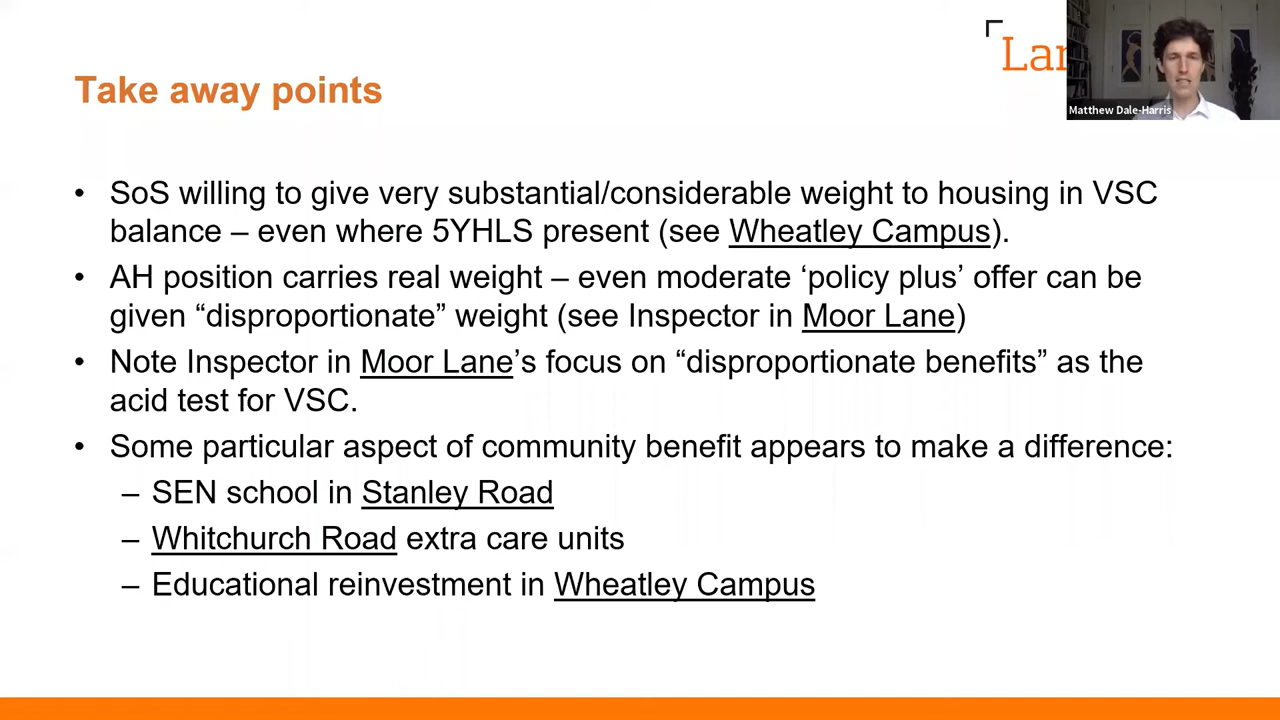 Lan
Matthew Dale-Harris
Take away points
• SoS willing to give very substantial/considerable weight to housing in VSC
balance – even where 5YHLS present (see Wheatley Campus).
• AH position carries real weight – even moderate ‘policy plus’ offer can be
given “disproportionate” weight (see Inspector in Moor Lane)
• Note Inspector in Moor Lane’s focus on “disproportionate benefits” as the
acid test for VSC.
• Some particular aspect of community benefit appears to make a difference:
– SEN school in Stanley Road
– Whitchurch Road extra care units
– Educational reinvestment in Wheatley Campus